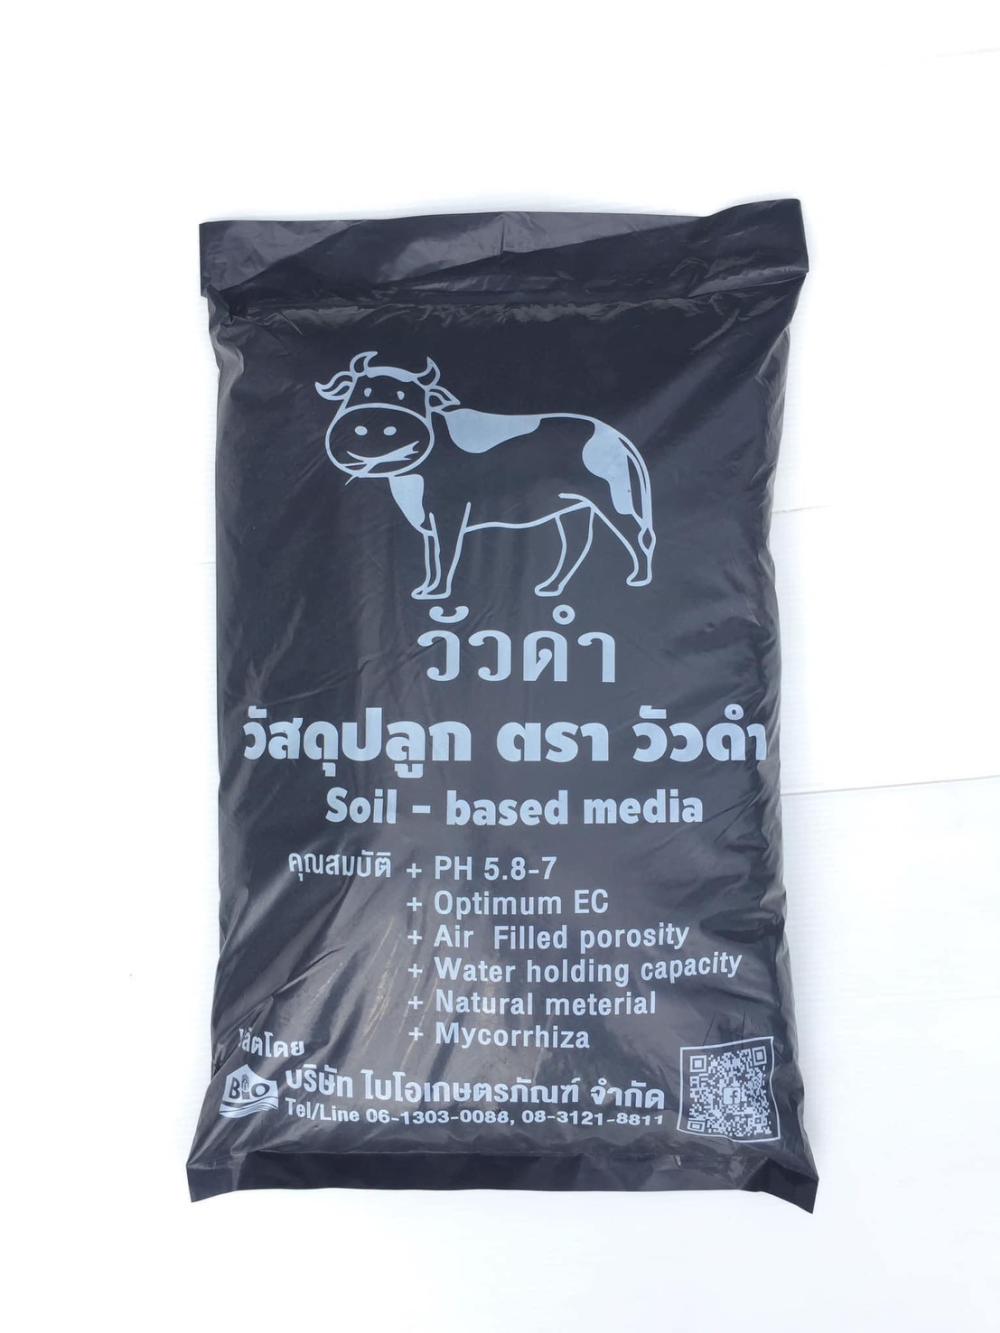 วัวดำ
วัสดุปลูก ตรา วัวดำ
Soil - based media
คุณสมบัติ + PH 5.8-7
+ Optimum EC
+ Air Filled porosity
+ Water holding capacity
+ Natural meterial
+ Mycorrhiza
ผลิตโดย
BIO บริษัท ไบโอเกษตรภัณฑ์ จำกัด
Tel/Line 06-1303-0088, 08-3121-8811